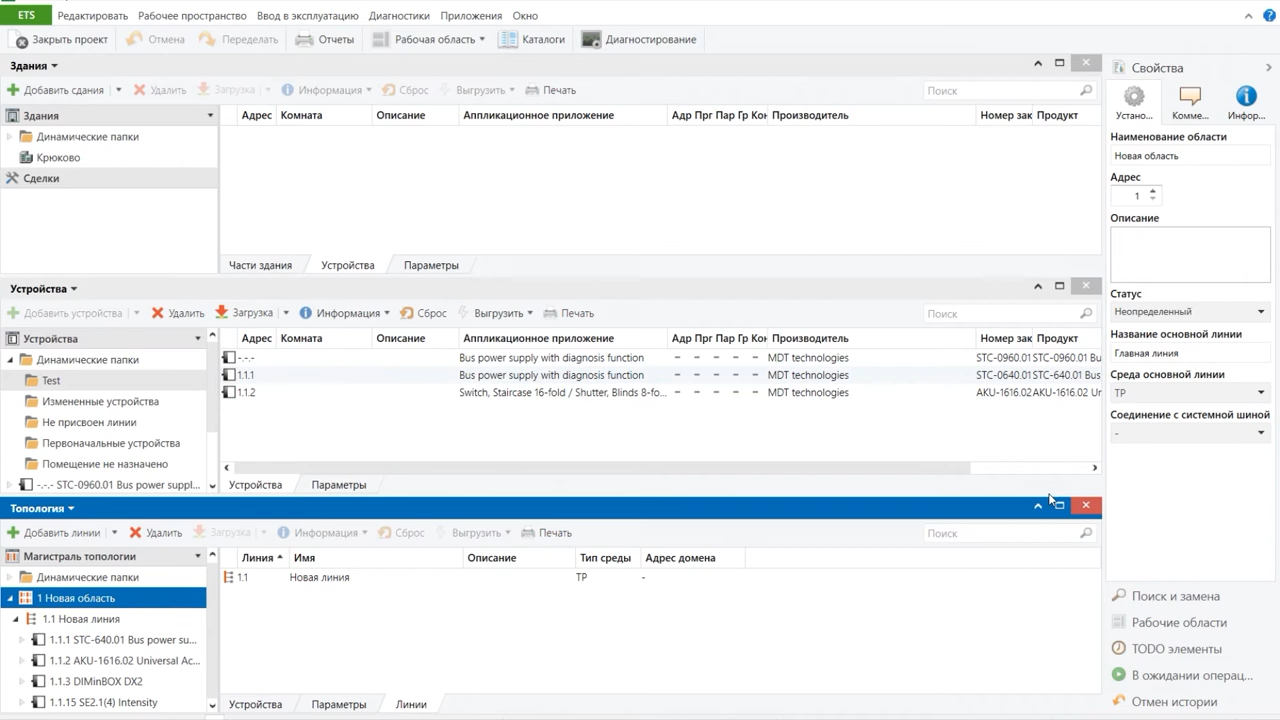 ETS Редактировать Рабочее пространство Ввод в эксплуатацию Диагностики Приложения Окно
Закрыть проект Отмена Переделать Отчеты Рабочая область Каталоги Диагностирование
Здания
Добавить сдания Удалить Загрузка Информация Сброс Выгрузить Печать Поиск
Здания Адрес Комната Описание Аппликационное приложение Адр Прг Пар Гр Кон Производитель Номер зак Продукт
Динамические папки
Крюково
Сделки
Части здания Устройства Параметры
Устройства
Добавить устройства Удалить Загрузка Информация Сброс Выгрузить Печать Поиск
Устройства Адрес Комната Описание Аппликационное приложение Адр Прг Пар Гр Кон Производитель Номер зак Продукт
Динамические папки -.-.- Bus power supply with diagnosis function – – – – – MDT technologies STC-0960.01 STC-0960.01 Bu
Test 1.1.1 Bus power supply with diagnosis function – – – – – MDT technologies STC-0640.01 STC-640.01 Bus
Измененные устройства 1.1.2 Switch, Staircase 16-fold / Shutter, Blinds 8-fo... – – – – – MDT technologies AKU-1616.02 AKU-1616.02 Ur
Не присвоен линии
Первоначальные устройства
Помещение не назначено
-.-.- STC-0960.01 Bus power suppl...
Устройства Параметры
Топология
Добавить линии Удалить Загрузка Информация Сброс Выгрузить Печать Поиск
Магистраль топологии Линия Имя Описание Тип среды Адрес домена
Динамические папки 1.1 Новая линия TP -
1 Новая область
1.1 Новая линия
1.1.1 STC-640.01 Bus power su...
1.1.2 AKU-1616.02 Universal Ac...
1.1.3 DIMinBOX DX2
1.1.15 SE2.1(4) Intensity
Устройства Параметры Линии
Свойства
Устано... Комме... Инфор...
Наименование области
Новая область
Адрес
1
Описание
Статус
Неопределенный
Название основной линии
Главная линия
Среда основной линии
TP
Соединение с системной шиной
-
Поиск и замена
Рабочие области
TODO элементы
В ожидании операц...
Отмен истории